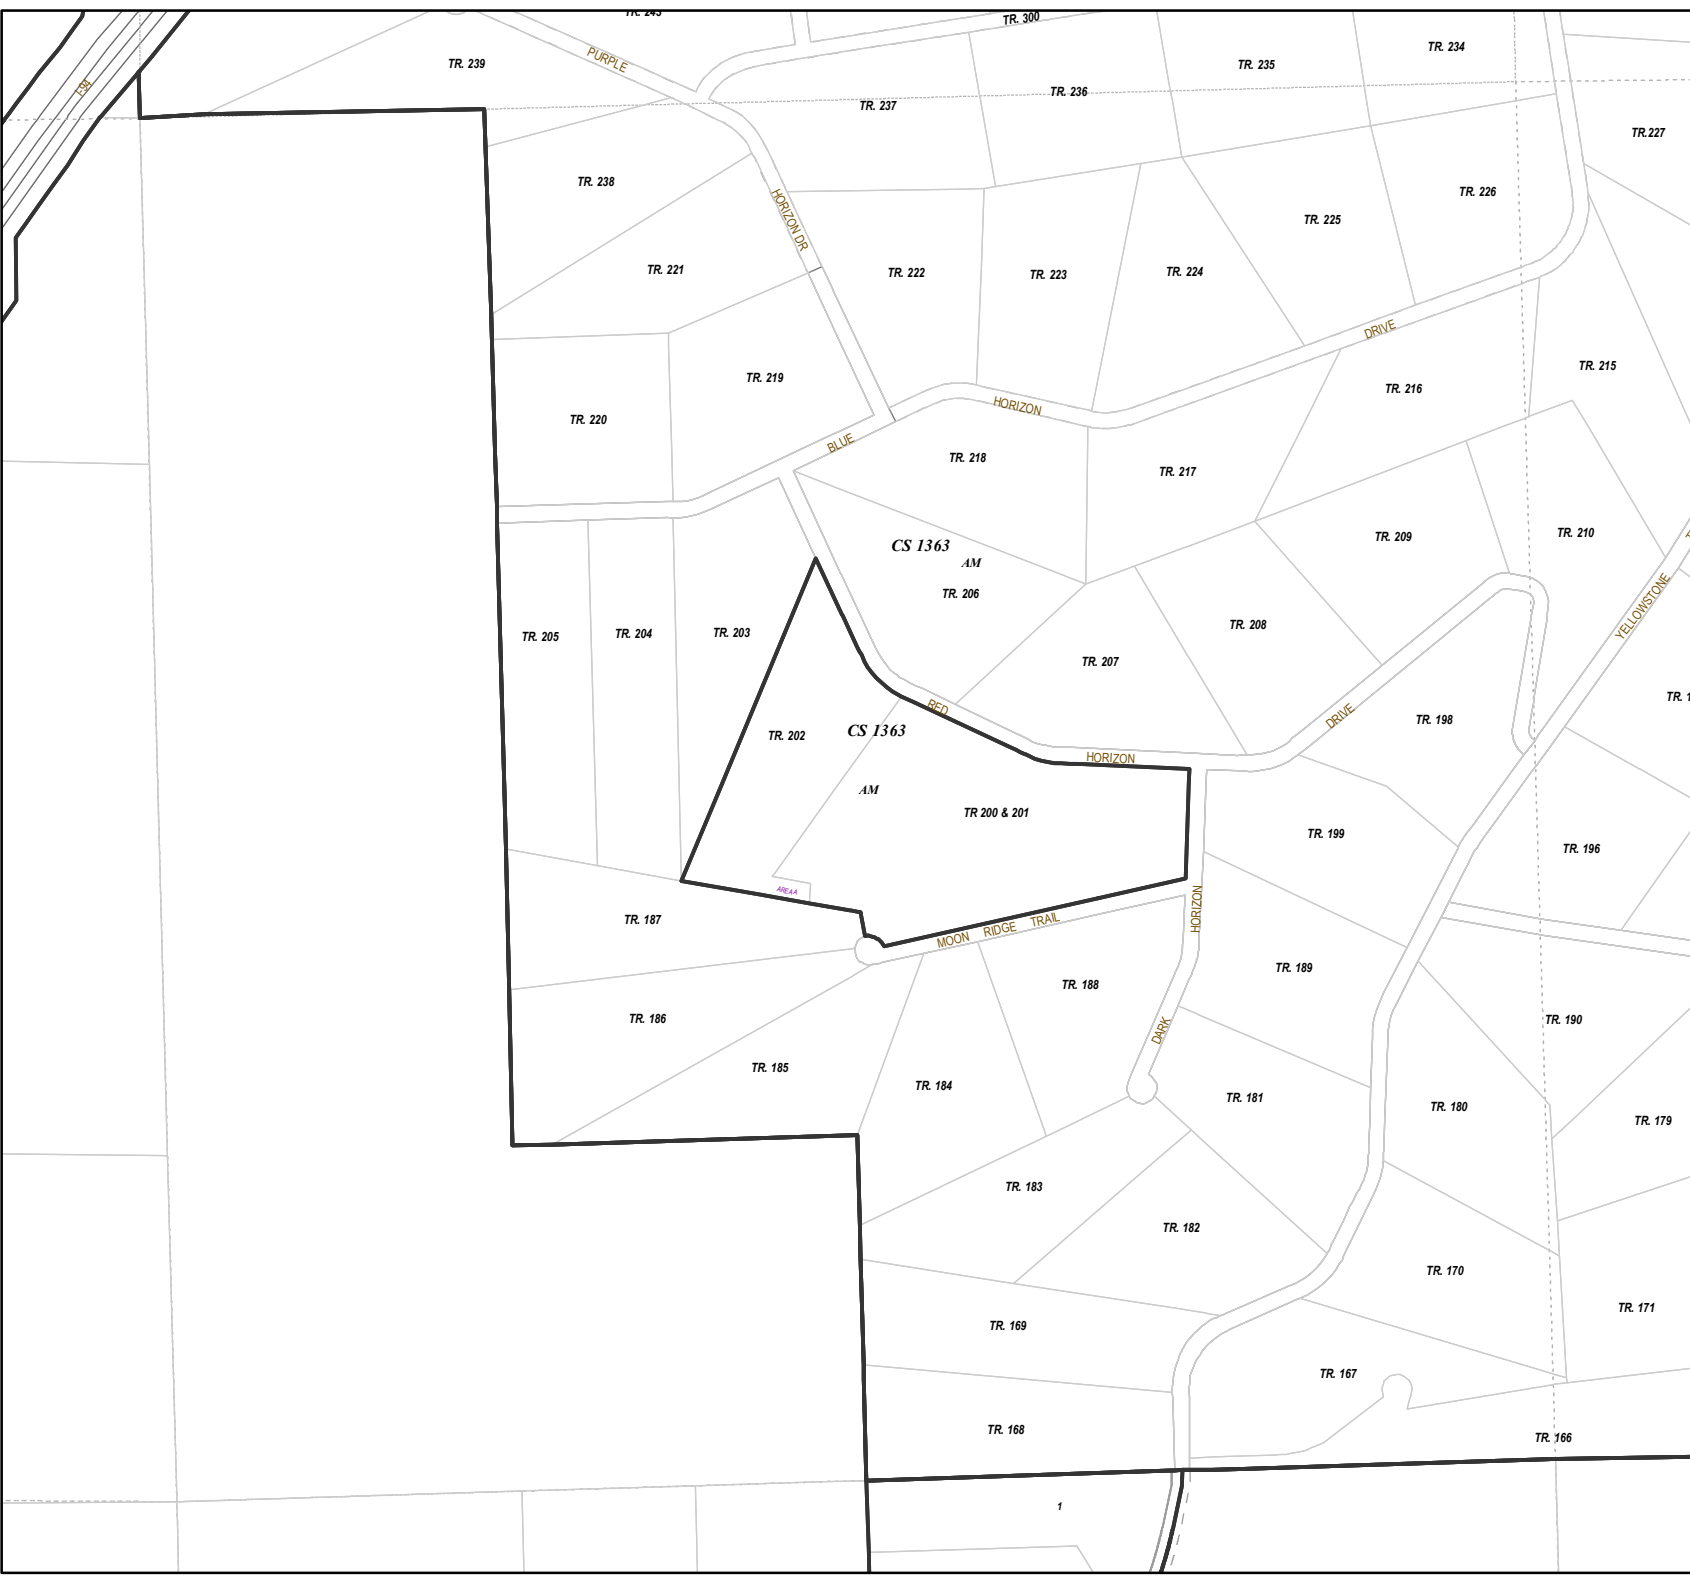 TR. 300
TR. 234
PURPLE
TR. 239
TR. 235
I-94
TR. 236
TR. 237
TR.227
TR. 238
TR. 226
HORIZON DR
TR. 225
TR. 221
TR. 222
TR. 223
TR. 224
DRIVE
TR. 215
TR. 219
TR. 216
HORIZON
TR. 220
BLUE
TR. 218
TR. 217
TR. 210
TR. 209
CS 1363
AM
TR. 206
YELLOWSTONE
TR. 208
TR. 205
TR. 204
TR. 203
TR. 207
RED
DRIVE
TR. 198
TR. 202
CS 1363
HORIZON
AM
TR 200 & 201
TR. 199
TR. 196
AREA A
TR. 187
MOON RIDGE TRAIL
HORIZON
TR. 189
TR. 188
TR. 186
DARK
TR. 190
TR. 185
TR. 184
TR. 181
TR. 180
TR. 179
TR. 183
TR. 182
TR. 170
TR. 171
TR. 169
TR. 167
TR. 168
TR. 166
1